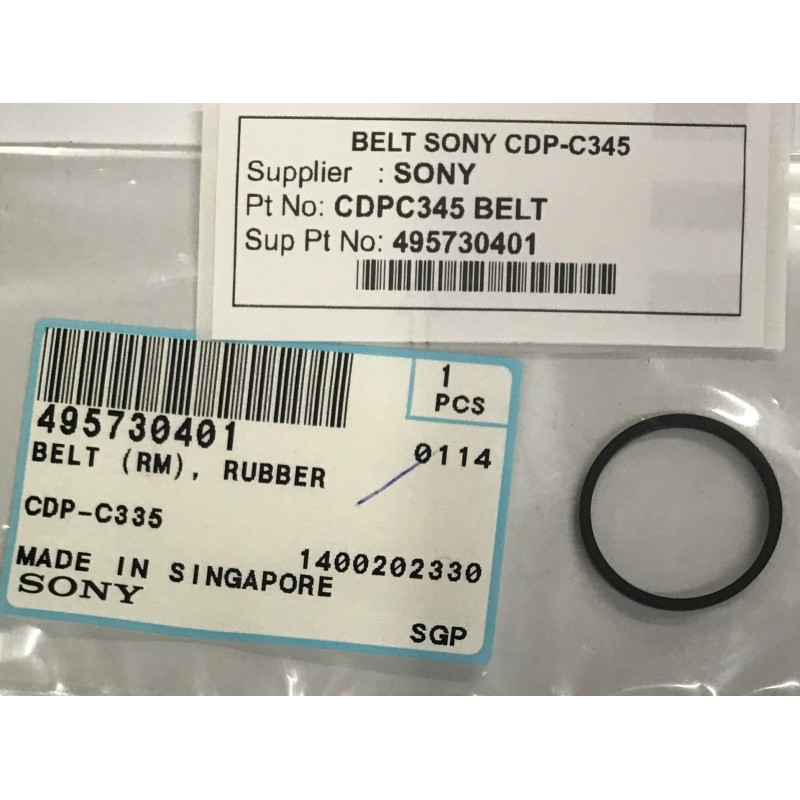 BELT SONY CDP-C345
Supplier : SONY
Pt No: CDPC345 BELT
Sup Pt No: 495730401
1
PCS
495730401
BELT (RM), RUBBER
0114
CDP-C335
1400202330
MADE IN SINGAPORE
SONY
SGP